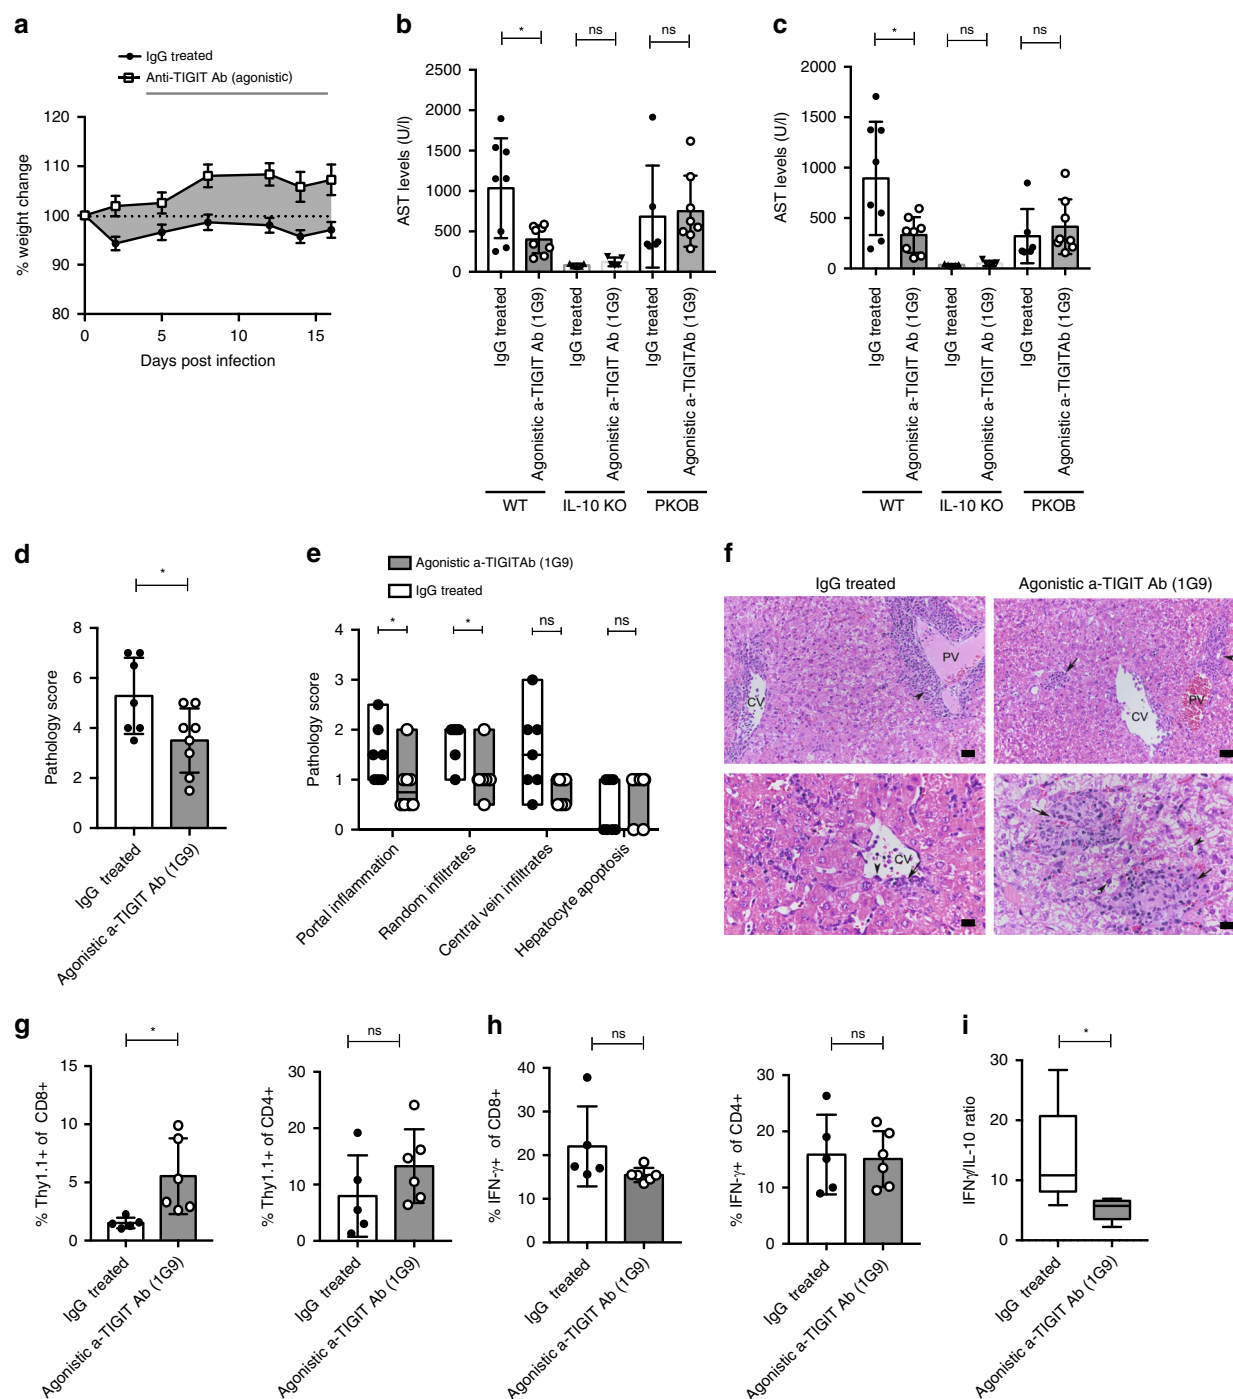 a
IgG treated
Anti-TIGIT Ab (agonistic)
120
110
100
90
80
% weight change
0
5
10
15
Days post infection
b
*
ns
ns
2500
2000
1500
1000
500
0
AST levels (U/l)
IgG treated
Agonistic a-TIGIT Ab (1G9)
IgG treated
Agonistic a-TIGIT Ab (1G9)
IgG treated
Agonistic a-TIGIT Ab (1G9)
WT
IL-10 KO
PKOB
c
*
ns
ns
2000
1500
1000
500
0
AST levels (U/l)
IgG treated
Agonistic a-TIGIT Ab (1G9)
IgG treated
Agonistic a-TIGIT Ab (1G9)
IgG treated
Agonistic a-TIGITAb (1G9)
WT
IL-10 KO
PKOB
d
*
8
6
4
2
0
Pathology score
IgG treated
Agonistic a-TIGIT Ab (1G9)
e
Agonistic a-TIGITAb (1G9)
IgG treated
*
*
ns
ns
4
3
2
1
0
Pathology score
Portal inflammation
Random infiltrates
Central vein infiltrates
Hepatocyte apoptosis
f
IgG treated
Agonistic a-TIGIT Ab (1G9)
PV
CV
PV
CV
CV
g
*
15
10
5
0
% Thy1.1+ of CD8+
IgG treated
Agonistic a-TIGIT Ab (1G9)
ns
30
20
10
0
% Thy1.1+ of CD4+
IgG treated
Agonistic a-TIGIT Ab (1G9)
h
ns
40
30
20
10
0
% IFN-γ+ of CD8+
IgG treated
Agonistic a-TIGIT Ab (1G9)
ns
30
20
10
0
% IFN-γ+ of CD4+
IgG treated
Agonistic a-TIGIT Ab (1G9)
i
*
30
20
10
0
IFNγ/IL-10 ratio
IgG treated
Agonistic a-TIGIT Ab (1G9)